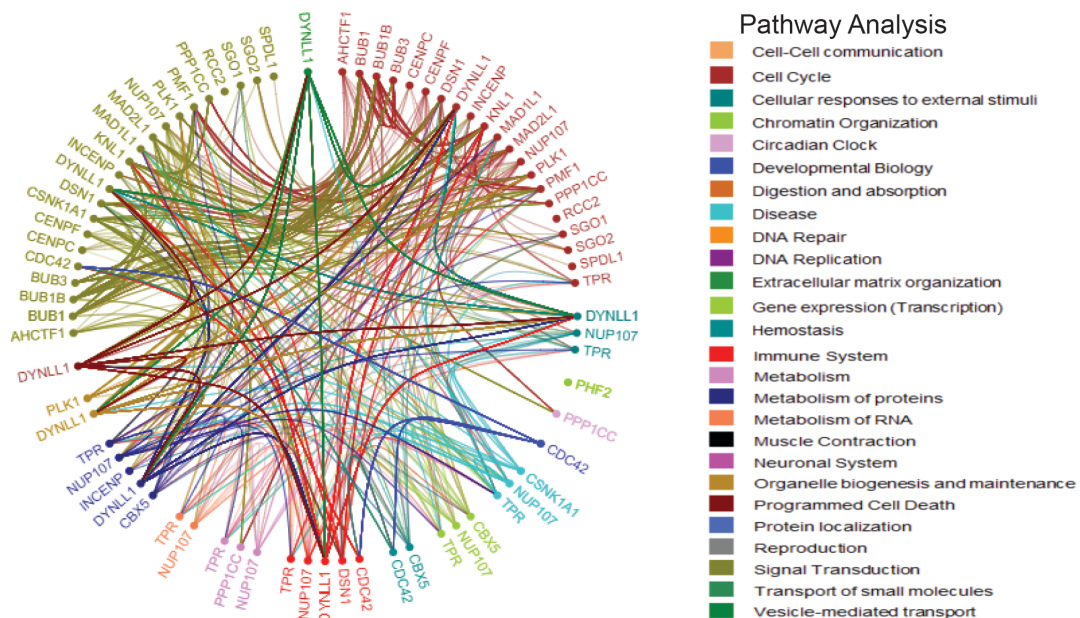 Pathway Analysis
Cell-Cell communication
Cell Cycle
Cellular responses to external stimuli
Chromatin Organization
Circadian Clock
Developmental Biology
Digestion and absorption
Disease
DNA Repair
DNA Replication
Extracellular matrix organization
Gene expression (Transcription)
Hemostasis
Immune System
Metabolism
Metabolism of proteins
Metabolism of RNA
Muscle Contraction
Neuronal System
Organelle biogenesis and maintenance
Programmed Cell Death
Protein localization
Reproduction
Signal Transduction
Transport of small molecules
Vesicle-mediated transport
DYNLL1
AHCTF1
BUB1
BUB1B
BUB3
CENPC
CENPF
DSN1
DYNLL1
INCENP
KNL1
MAD1L1
MAD2L1
NUP107
PLK1
PMF1
PPP1CC
RCC2
SGO1
SGO2
SPDL1
TPR
DYNLL1
NUP107
TPR
PHF2
PPP1CC
CDC42
CSNK1A1
NUP107
TPR
CBX5
NUP107
TPR
CBX5
CDC42
CDC42
DSN1
DYNLL1
NUP107
TPR
NUP107
PPP1CC
TPR
NUP107
TPR
CBX5
DYNLL1
INCENP
NUP107
TPR
DYNLL1
PLK1
DYNLL1
AHCTF1
BUB1
BUB1B
BUB3
CDC42
CENPC
CENPF
CSNK1A1
DSN1
DYNLL1
INCENP
KNL1
MAD1L1
MAD2L1
NUP107
PLK1
PMF1
PPP1CC
RCC2
SGO1
SGO2
SPDL1